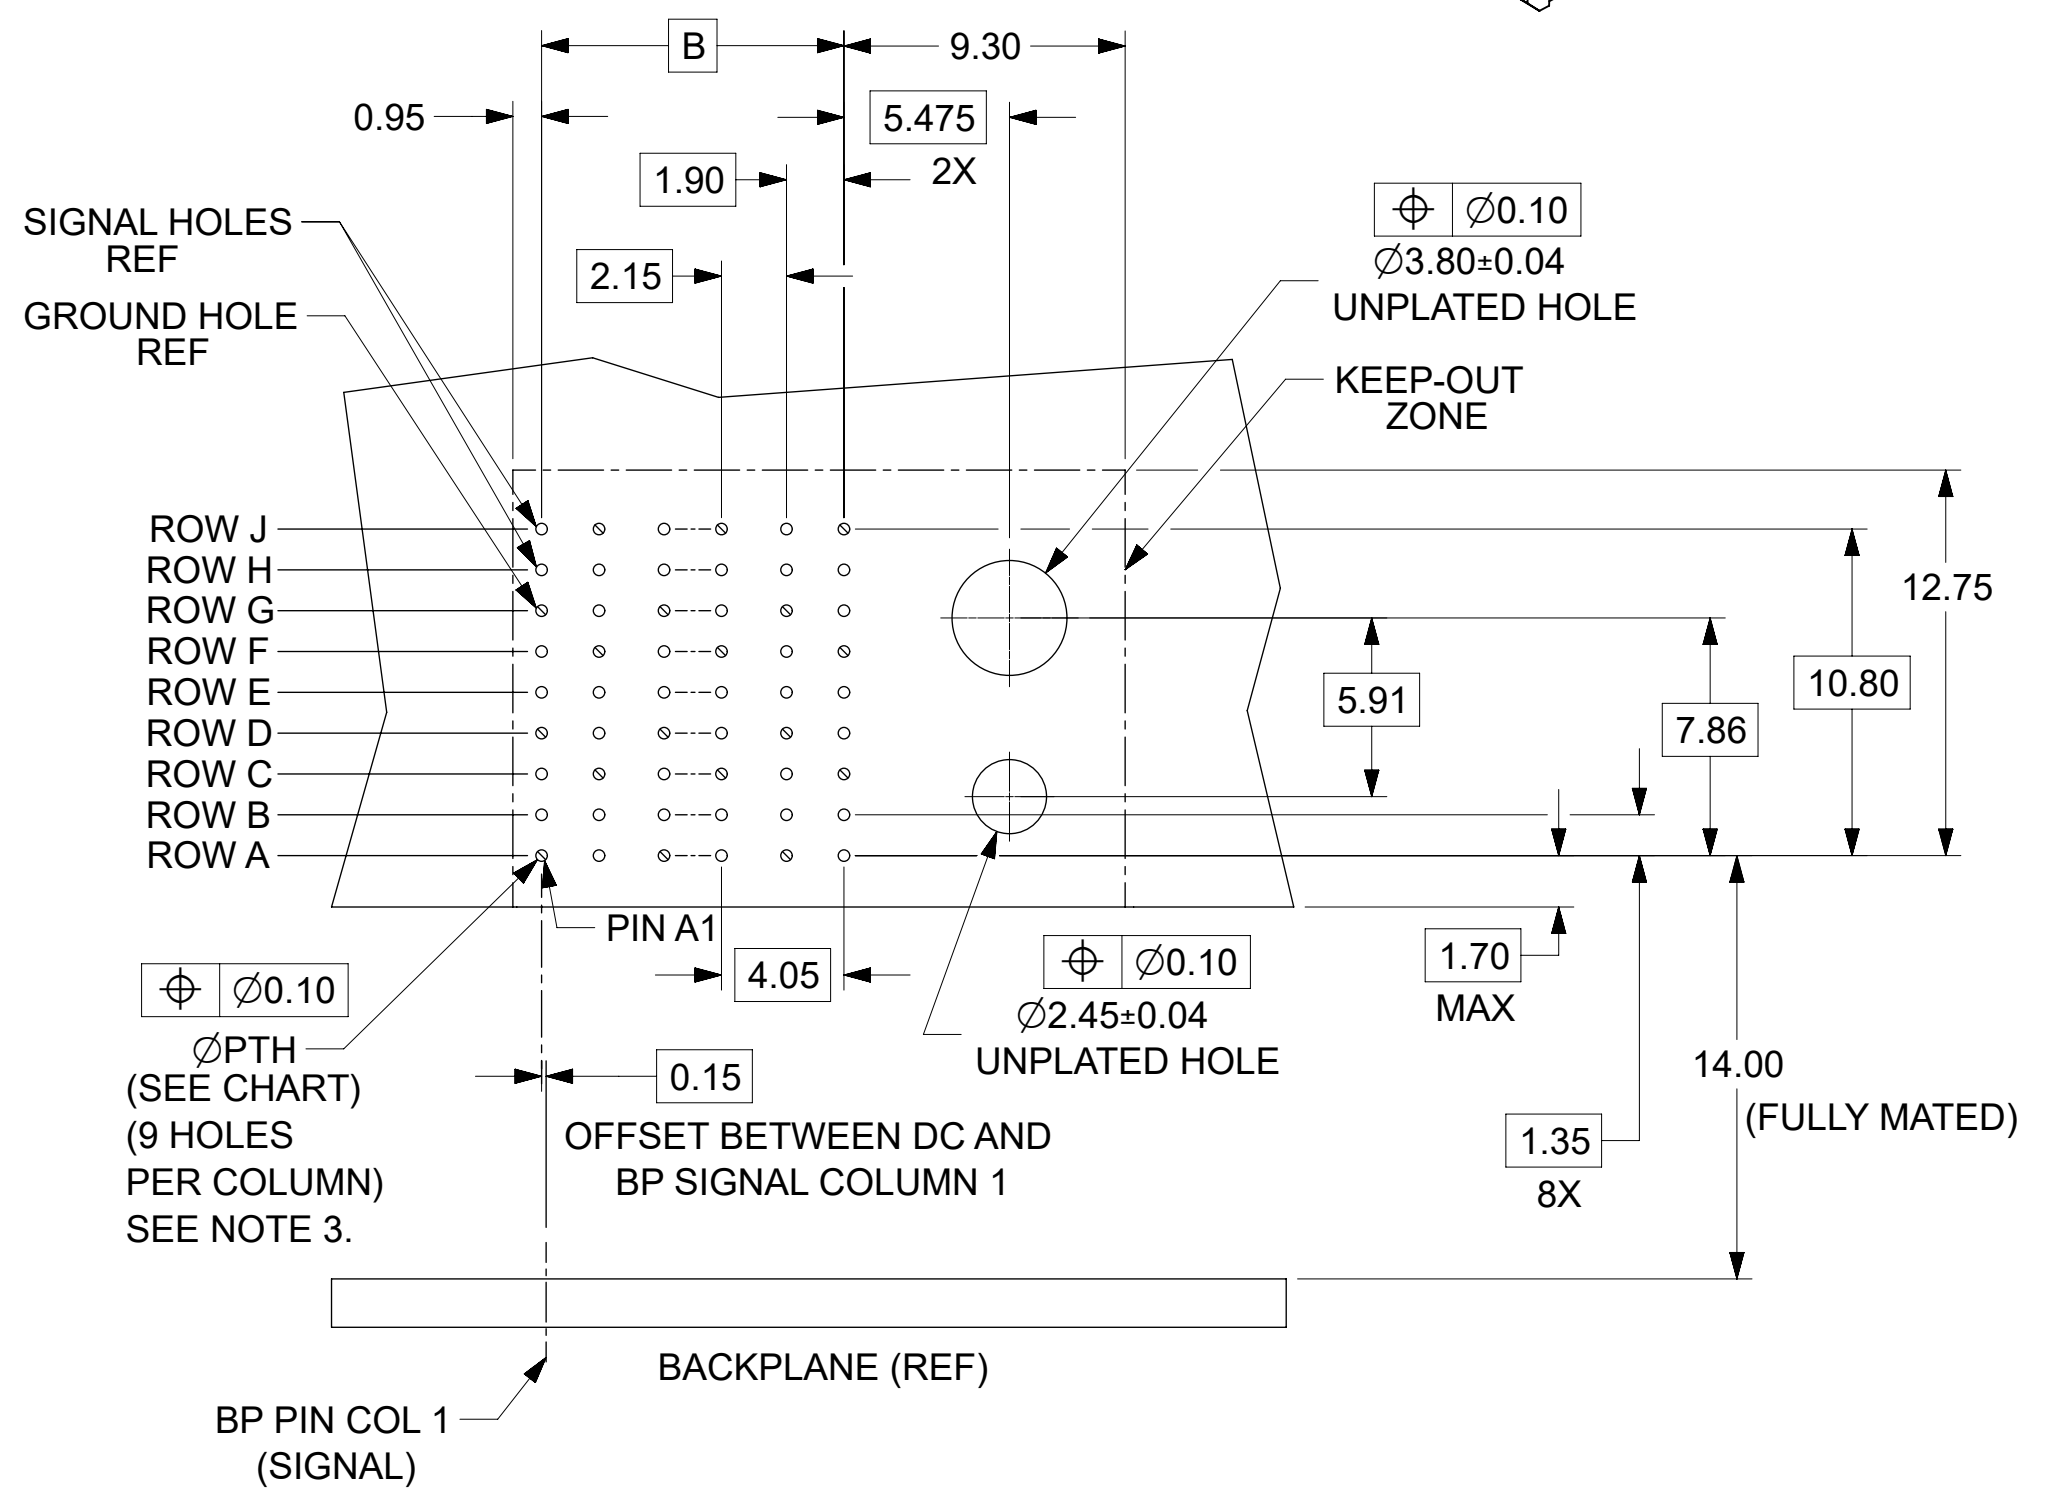 B
9.30
0.95
5.475
2X
1.90
SIGNAL HOLES
REF
2.15
GROUND HOLE
REF
⌖ ∅0.10
∅3.80±0.04
UNPLATED HOLE
KEEP-OUT
ZONE
ROW J
ROW H
ROW G
ROW F
ROW E
ROW D
ROW C
ROW B
ROW A
12.75
10.80
5.91
7.86
PIN A1
4.05
⌖ ∅0.10
∅2.45±0.04
UNPLATED HOLE
1.70
MAX
⌖ ∅0.10
∅PTH
(SEE CHART)
(9 HOLES
PER COLUMN)
SEE NOTE 3.
0.15
OFFSET BETWEEN DC AND
BP SIGNAL COLUMN 1
14.00
(FULLY MATED)
1.35
8X
BACKPLANE (REF)
BP PIN COL 1
(SIGNAL)